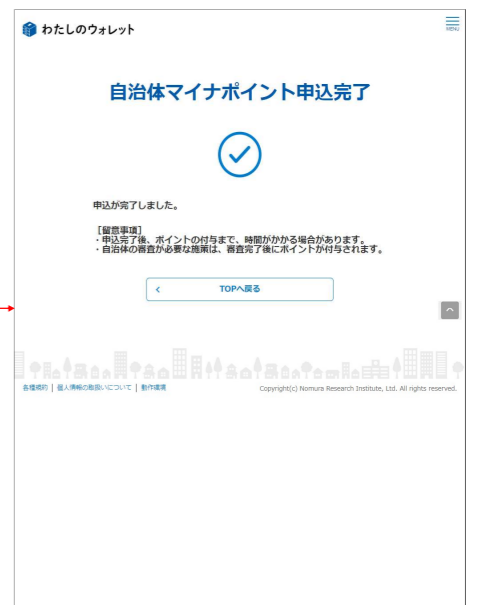 わたしのウォレット
MENU
自治体マイナポイント申込完了
申込が完了しました。
［留意事項］
・申込完了後、ポイントの付与まで、時間がかかる場合があります。
・自治体の審査が必要な施策は、審査完了後にポイントが付与されます。
TOPへ戻る
各種規約 | 個人情報の取扱いについて | 動作環境
Copyright(c) Nomura Research Institute, Ltd. All rights reserved.